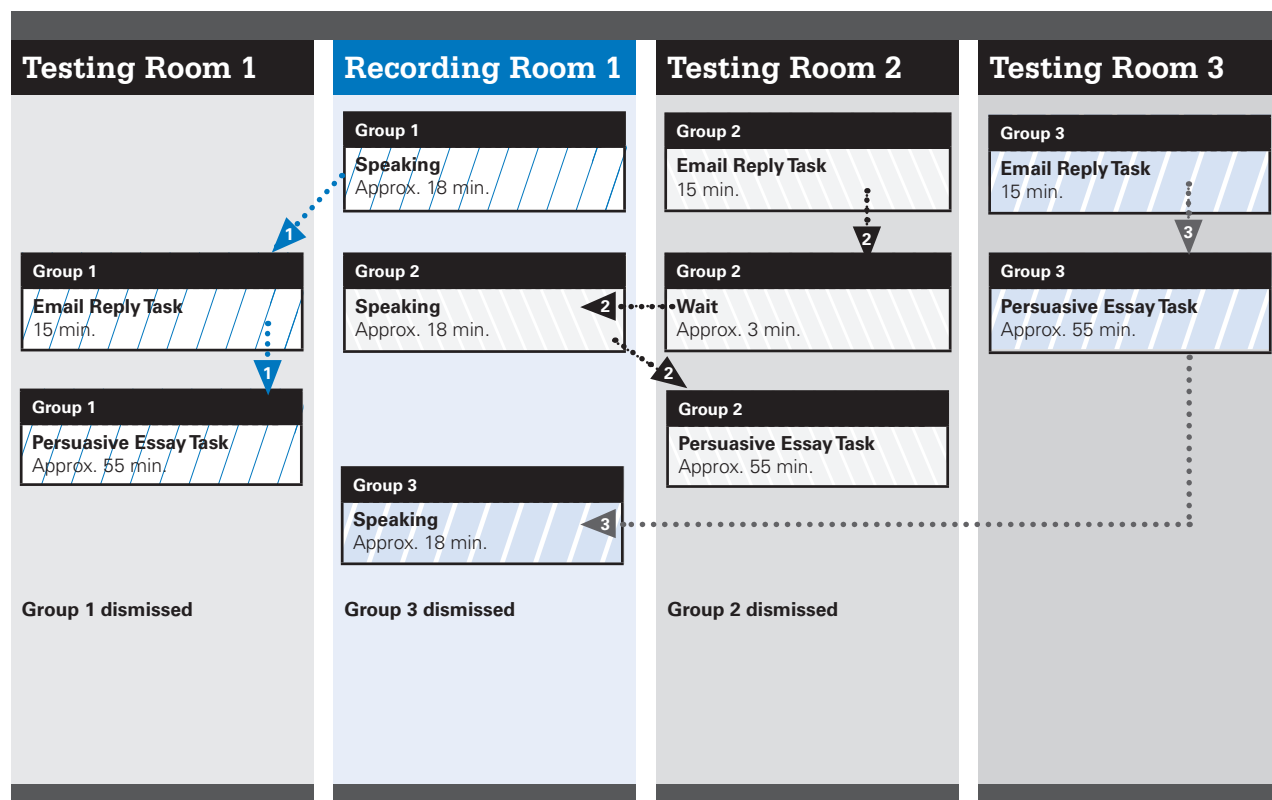 Testing Room 1
Group 1
Email Reply Task
15 min.
1
Group 1
Persuasive Essay Task
Approx. 55 min.
1
Group 1 dismissed
Recording Room 1
Group 1
Speaking
Approx. 18 min.
Group 2
Speaking
Approx. 18 min.
2
Group 3
Speaking
Approx. 18 min.
3
Group 3 dismissed
Testing Room 2
Group 2
Email Reply Task
15 min.
2
Group 2
Wait
Approx. 3 min.
2
Group 2
Persuasive Essay Task
Approx. 55 min.
Group 2 dismissed
Testing Room 3
Group 3
Email Reply Task
15 min.
3
Group 3
Persuasive Essay Task
Approx. 55 min.